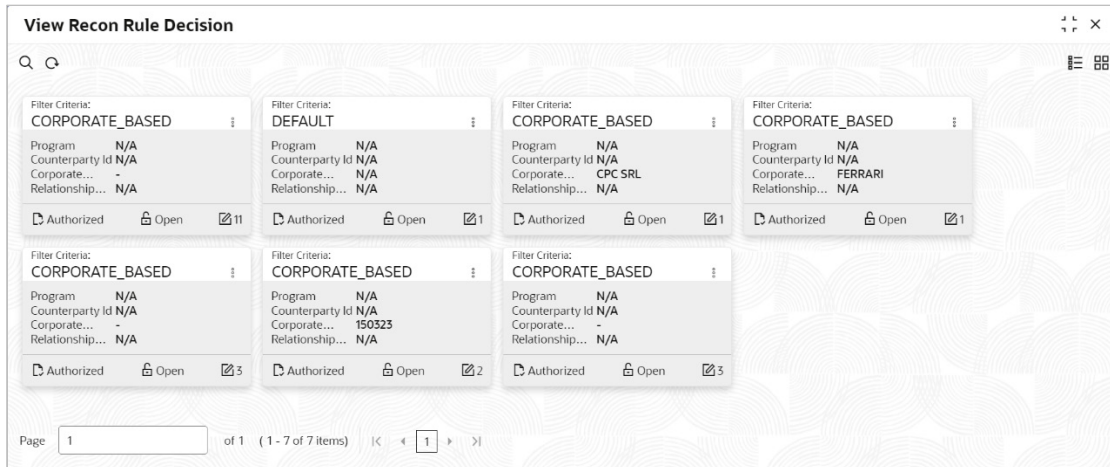 View Recon Rule Decision
Filter Criteria:
CORPORATE_BASED
Program N/A
Counterparty Id N/A
Corporate... -
Relationship... N/A
Authorized Open 11
Filter Criteria:
DEFAULT
Program N/A
Counterparty Id N/A
Corporate... N/A
Relationship... N/A
Authorized Open 1
Filter Criteria:
CORPORATE_BASED
Program N/A
Counterparty Id N/A
Corporate... CPC SRL
Relationship... N/A
Authorized Open 1
Filter Criteria:
CORPORATE_BASED
Program N/A
Counterparty Id N/A
Corporate... FERRARI
Relationship... N/A
Authorized Open 1
Filter Criteria:
CORPORATE_BASED
Program N/A
Counterparty Id N/A
Corporate... -
Relationship... N/A
Authorized Open 3
Filter Criteria:
CORPORATE_BASED
Program N/A
Counterparty Id N/A
Corporate... 150323
Relationship... N/A
Authorized Open 2
Filter Criteria:
CORPORATE_BASED
Program N/A
Counterparty Id N/A
Corporate... -
Relationship... N/A
Authorized Open 3
Page 1 of 1 (1 - 7 of 7 items) 1